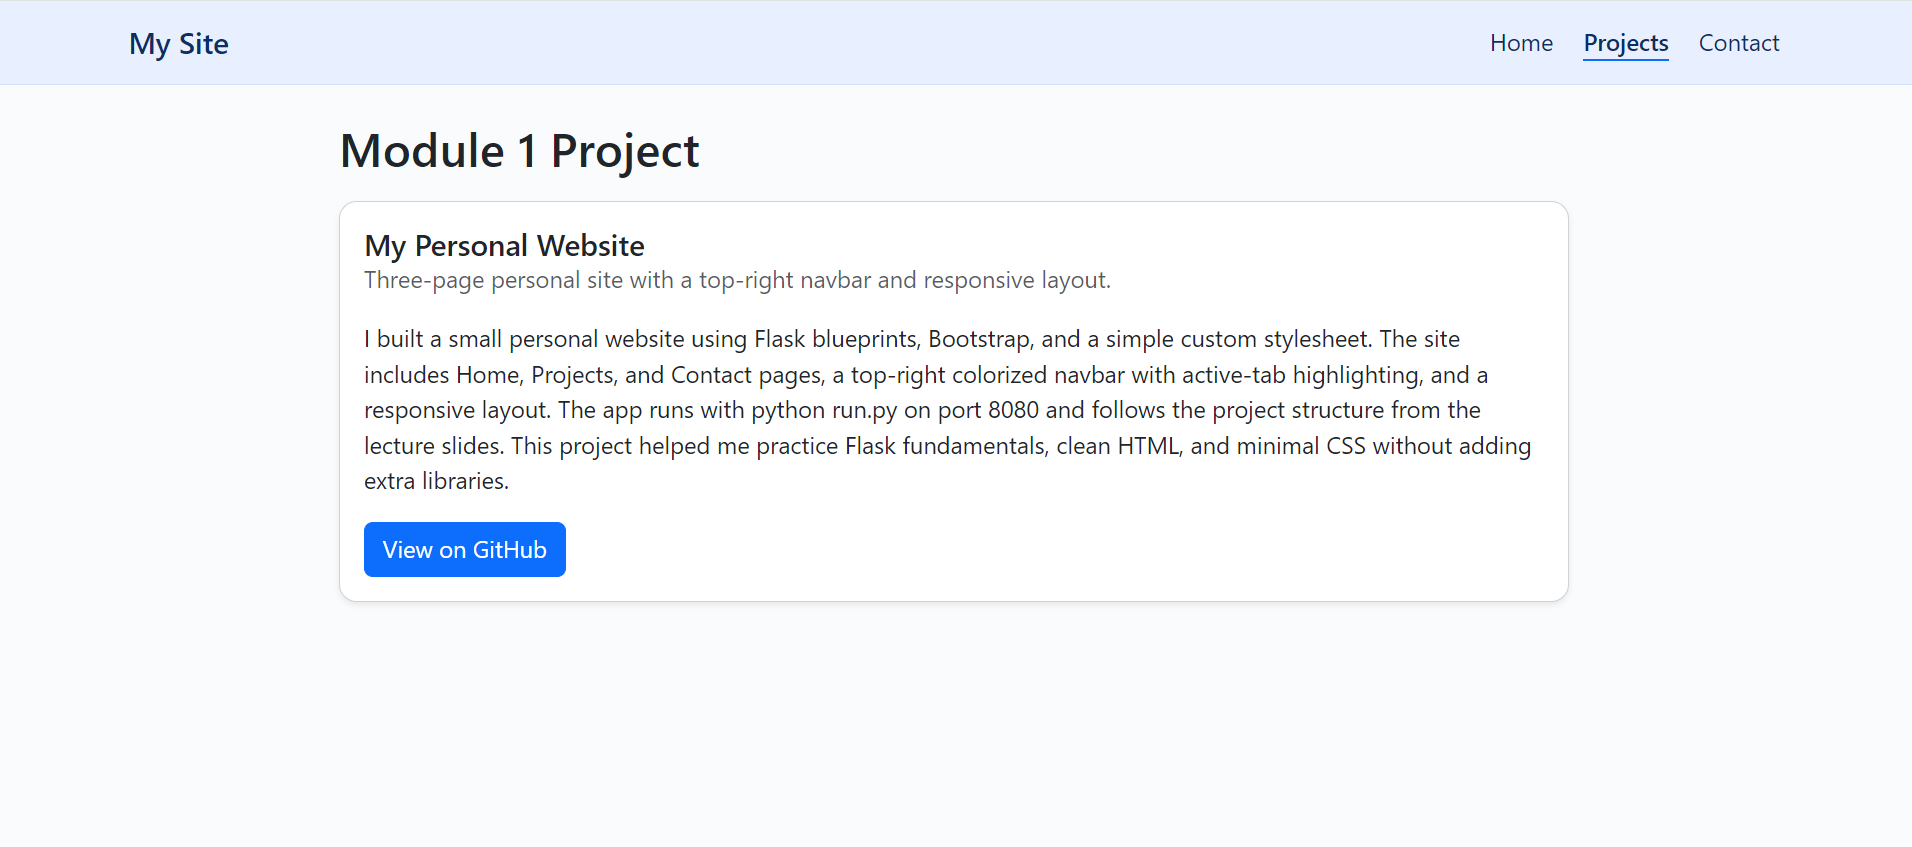 My Site
Home Projects Contact
Module 1 Project
My Personal Website
Three-page personal site with a top-right navbar and responsive layout.
I built a small personal website using Flask blueprints, Bootstrap, and a simple custom stylesheet. The site
includes Home, Projects, and Contact pages, a top-right colorized navbar with active-tab highlighting, and a
responsive layout. The app runs with python run.py on port 8080 and follows the project structure from the
lecture slides. This project helped me practice Flask fundamentals, clean HTML, and minimal CSS without adding
extra libraries.
View on GitHub